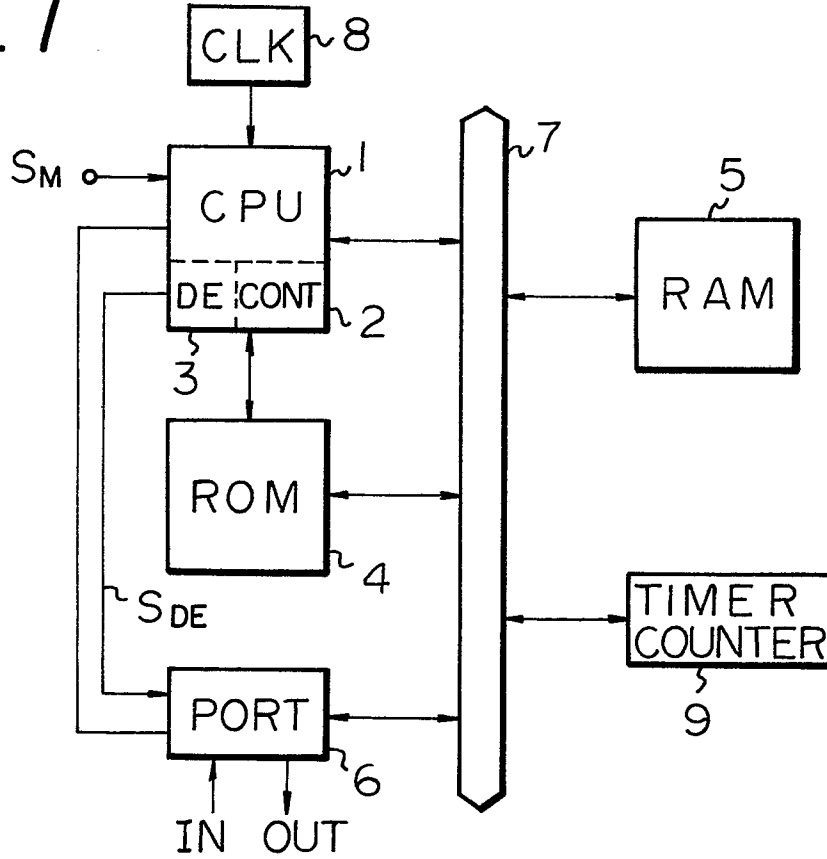 . 1
CLK 8
SM
1
CPU
DE CONT
2
3
7
5
RAM
ROM
4
SDE
TIMER
COUNTER
9
PORT
6
IN OUT